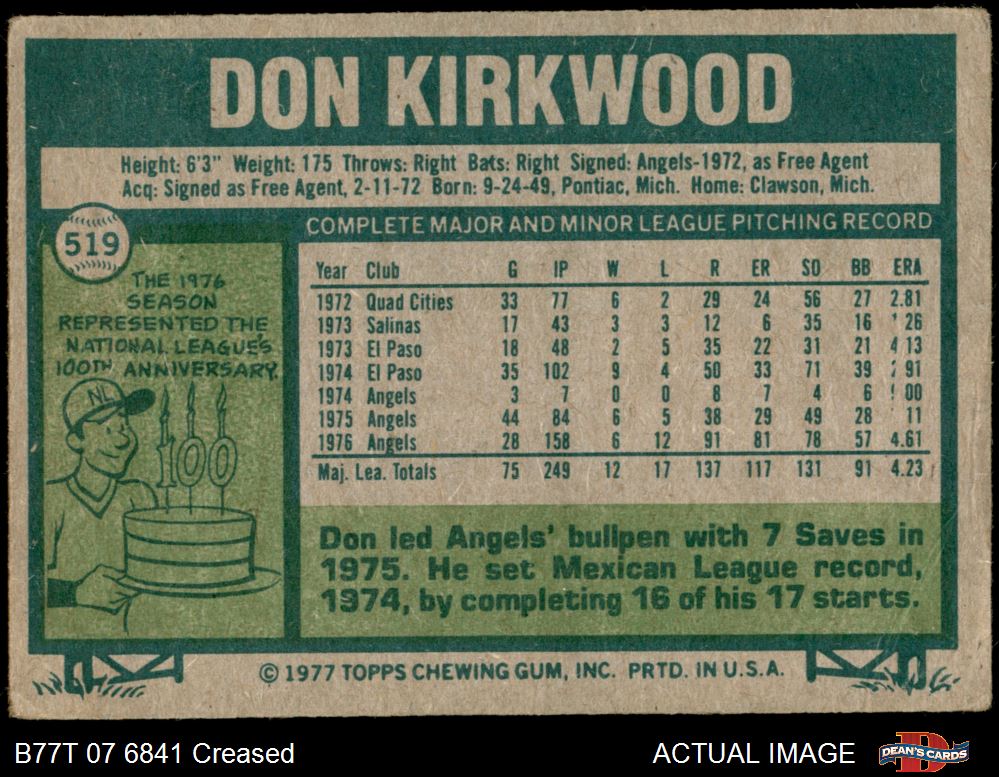 DON KIRKWOOD
Height: 6'3" Weight: 175 Throws: Right Bats: Right Signed: Angels-1972, as Free Agent
Acq: Signed as Free Agent, 2-11-72 Born: 9-24-49, Pontiac, Mich. Home: Clawson, Mich.
519
THE 1976
SEASON
REPRESENTED THE
NATIONAL LEAGUE'S
100TH ANNIVERSARY.
NL
100
COMPLETE MAJOR AND MINOR LEAGUE PITCHING RECORD
Year Club G IP W L R ER SO BB ERA
1972 Quad Cities 33 77 6 2 29 24 56 27 2.81
1973 Salinas 17 43 3 3 12 6 35 16 26
1973 El Paso 18 48 2 5 35 22 31 21 4 13
1974 El Paso 35 102 9 4 50 33 71 39 91
1974 Angels 3 7 0 0 8 7 4 6 00
1975 Angels 44 84 6 5 38 29 49 28 11
1976 Angels 28 158 6 12 91 81 78 57 4.61
Maj. Lea. Totals 75 249 12 17 137 117 131 91 4.23
Don led Angels' bullpen with 7 Saves in
1975. He set Mexican League record,
1974, by completing 16 of his 17 starts.
© 1977 TOPPS CHEWING GUM, INC. PRTD. IN U.S.A.
B77T 07 6841 Creased
ACTUAL IMAGE
DEAN'S CARDS